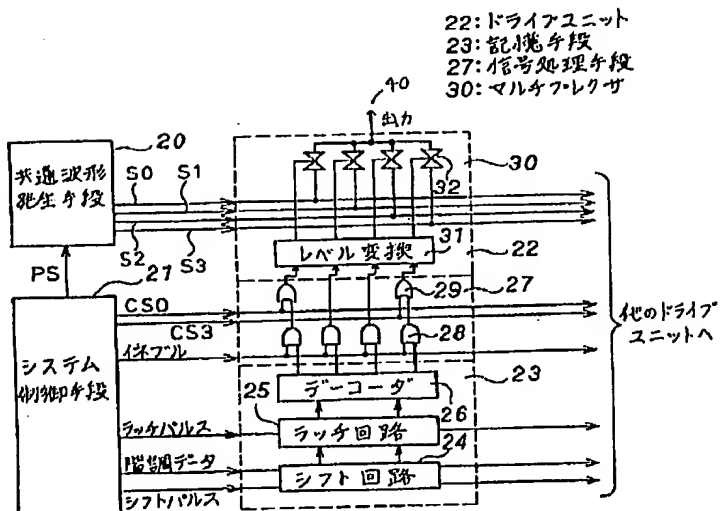 22:ドライブユニット
23:記憶手段
27:信号処理手段
30:マルチプレクサ
40
出力
20
共通波形
発生手段
S0
S1
S2
S3
30
32
31
レベル変換
22
PS
21
CS0
CS3
イネーブル
27
29
28
他のドライブ
ユニットへ
システム
制御手段
23
デコーダ
25
26
ラッチパルス
ラッチ回路
24
階調データ
シフト回路
シフトパルス